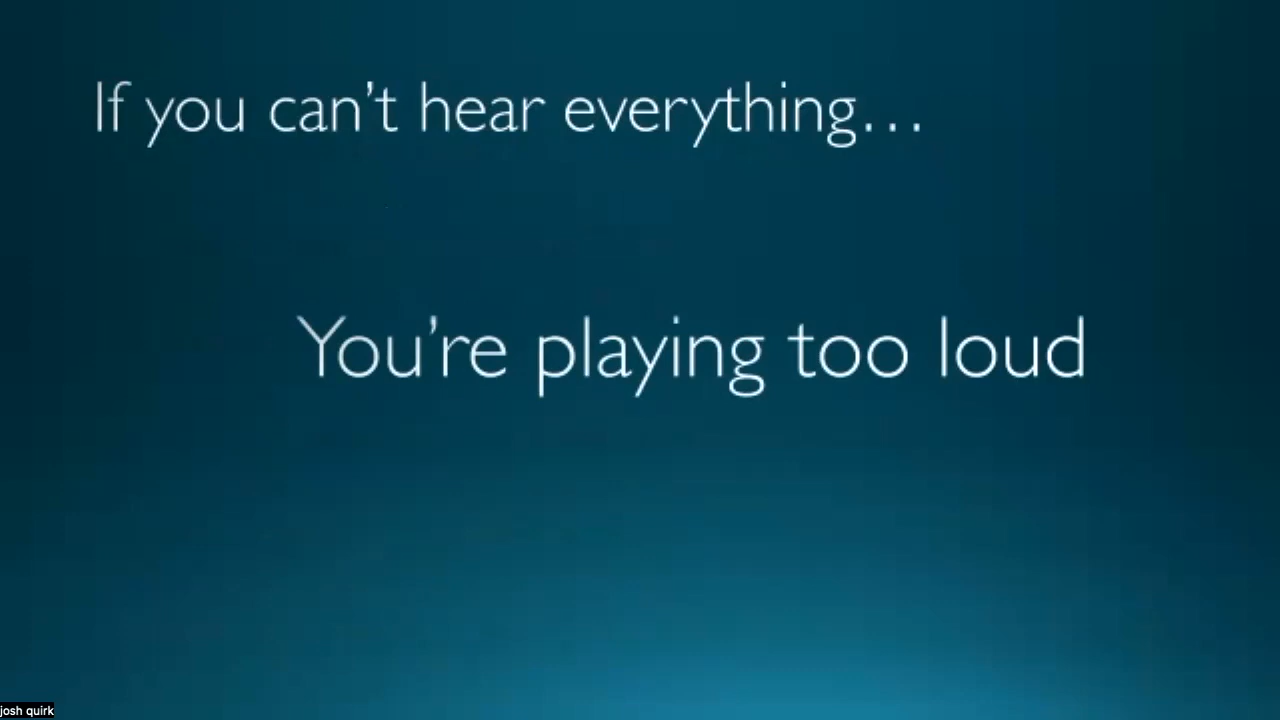 If you can’t hear everything…
You’re playing too loud
josh quirk